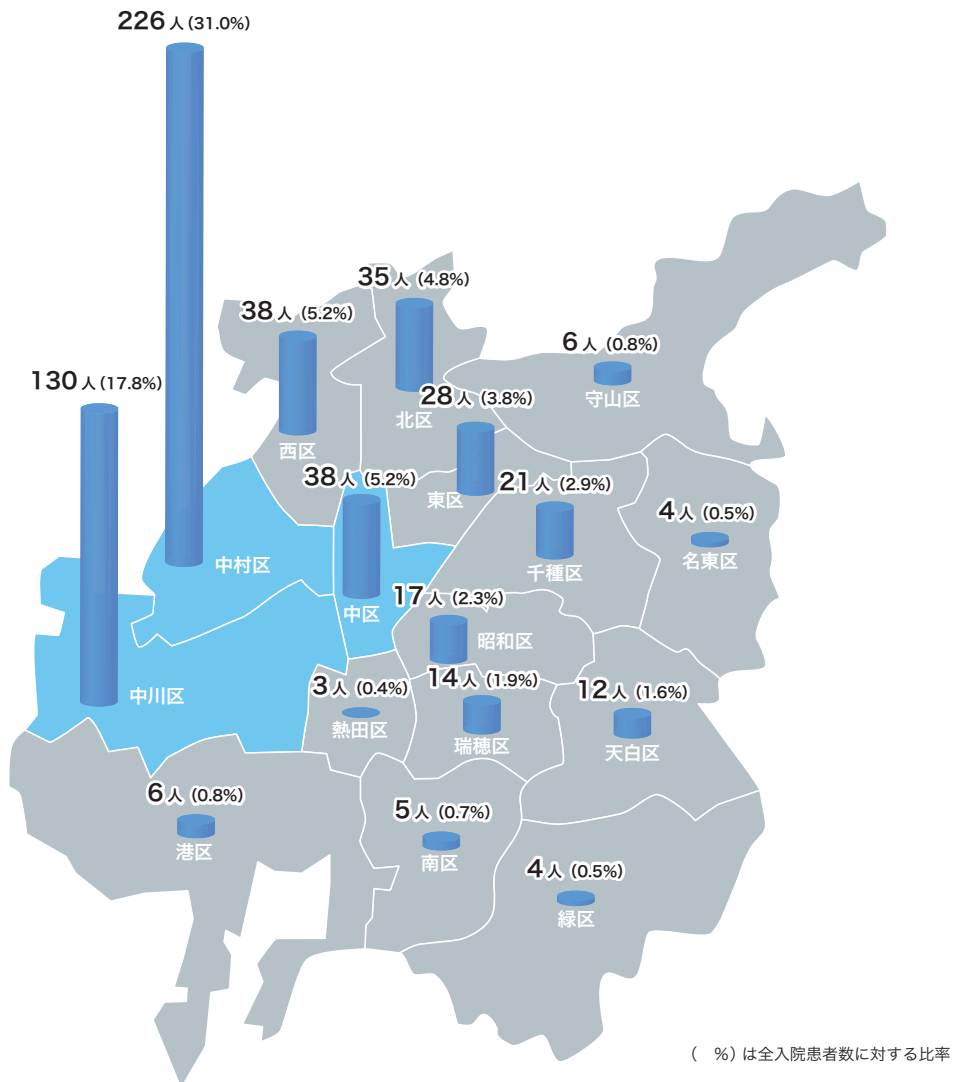 226人(31.0%)
35人(4.8%)
38人(5.2%)
6人(0.8%)
守山区
130人(17.8%)
28人(3.8%)
北区
西区
38人(5.2%)
東区
21人(2.9%)
4人(0.5%)
名東区
中村区
千種区
中区
17人(2.3%)
昭和区
中川区
3人(0.4%)
熱田区
14人(1.9%)
瑞穂区
12人(1.6%)
天白区
6人(0.8%)
港区
5人(0.7%)
南区
4人(0.5%)
緑区
(　%)は全入院患者数に対する比率